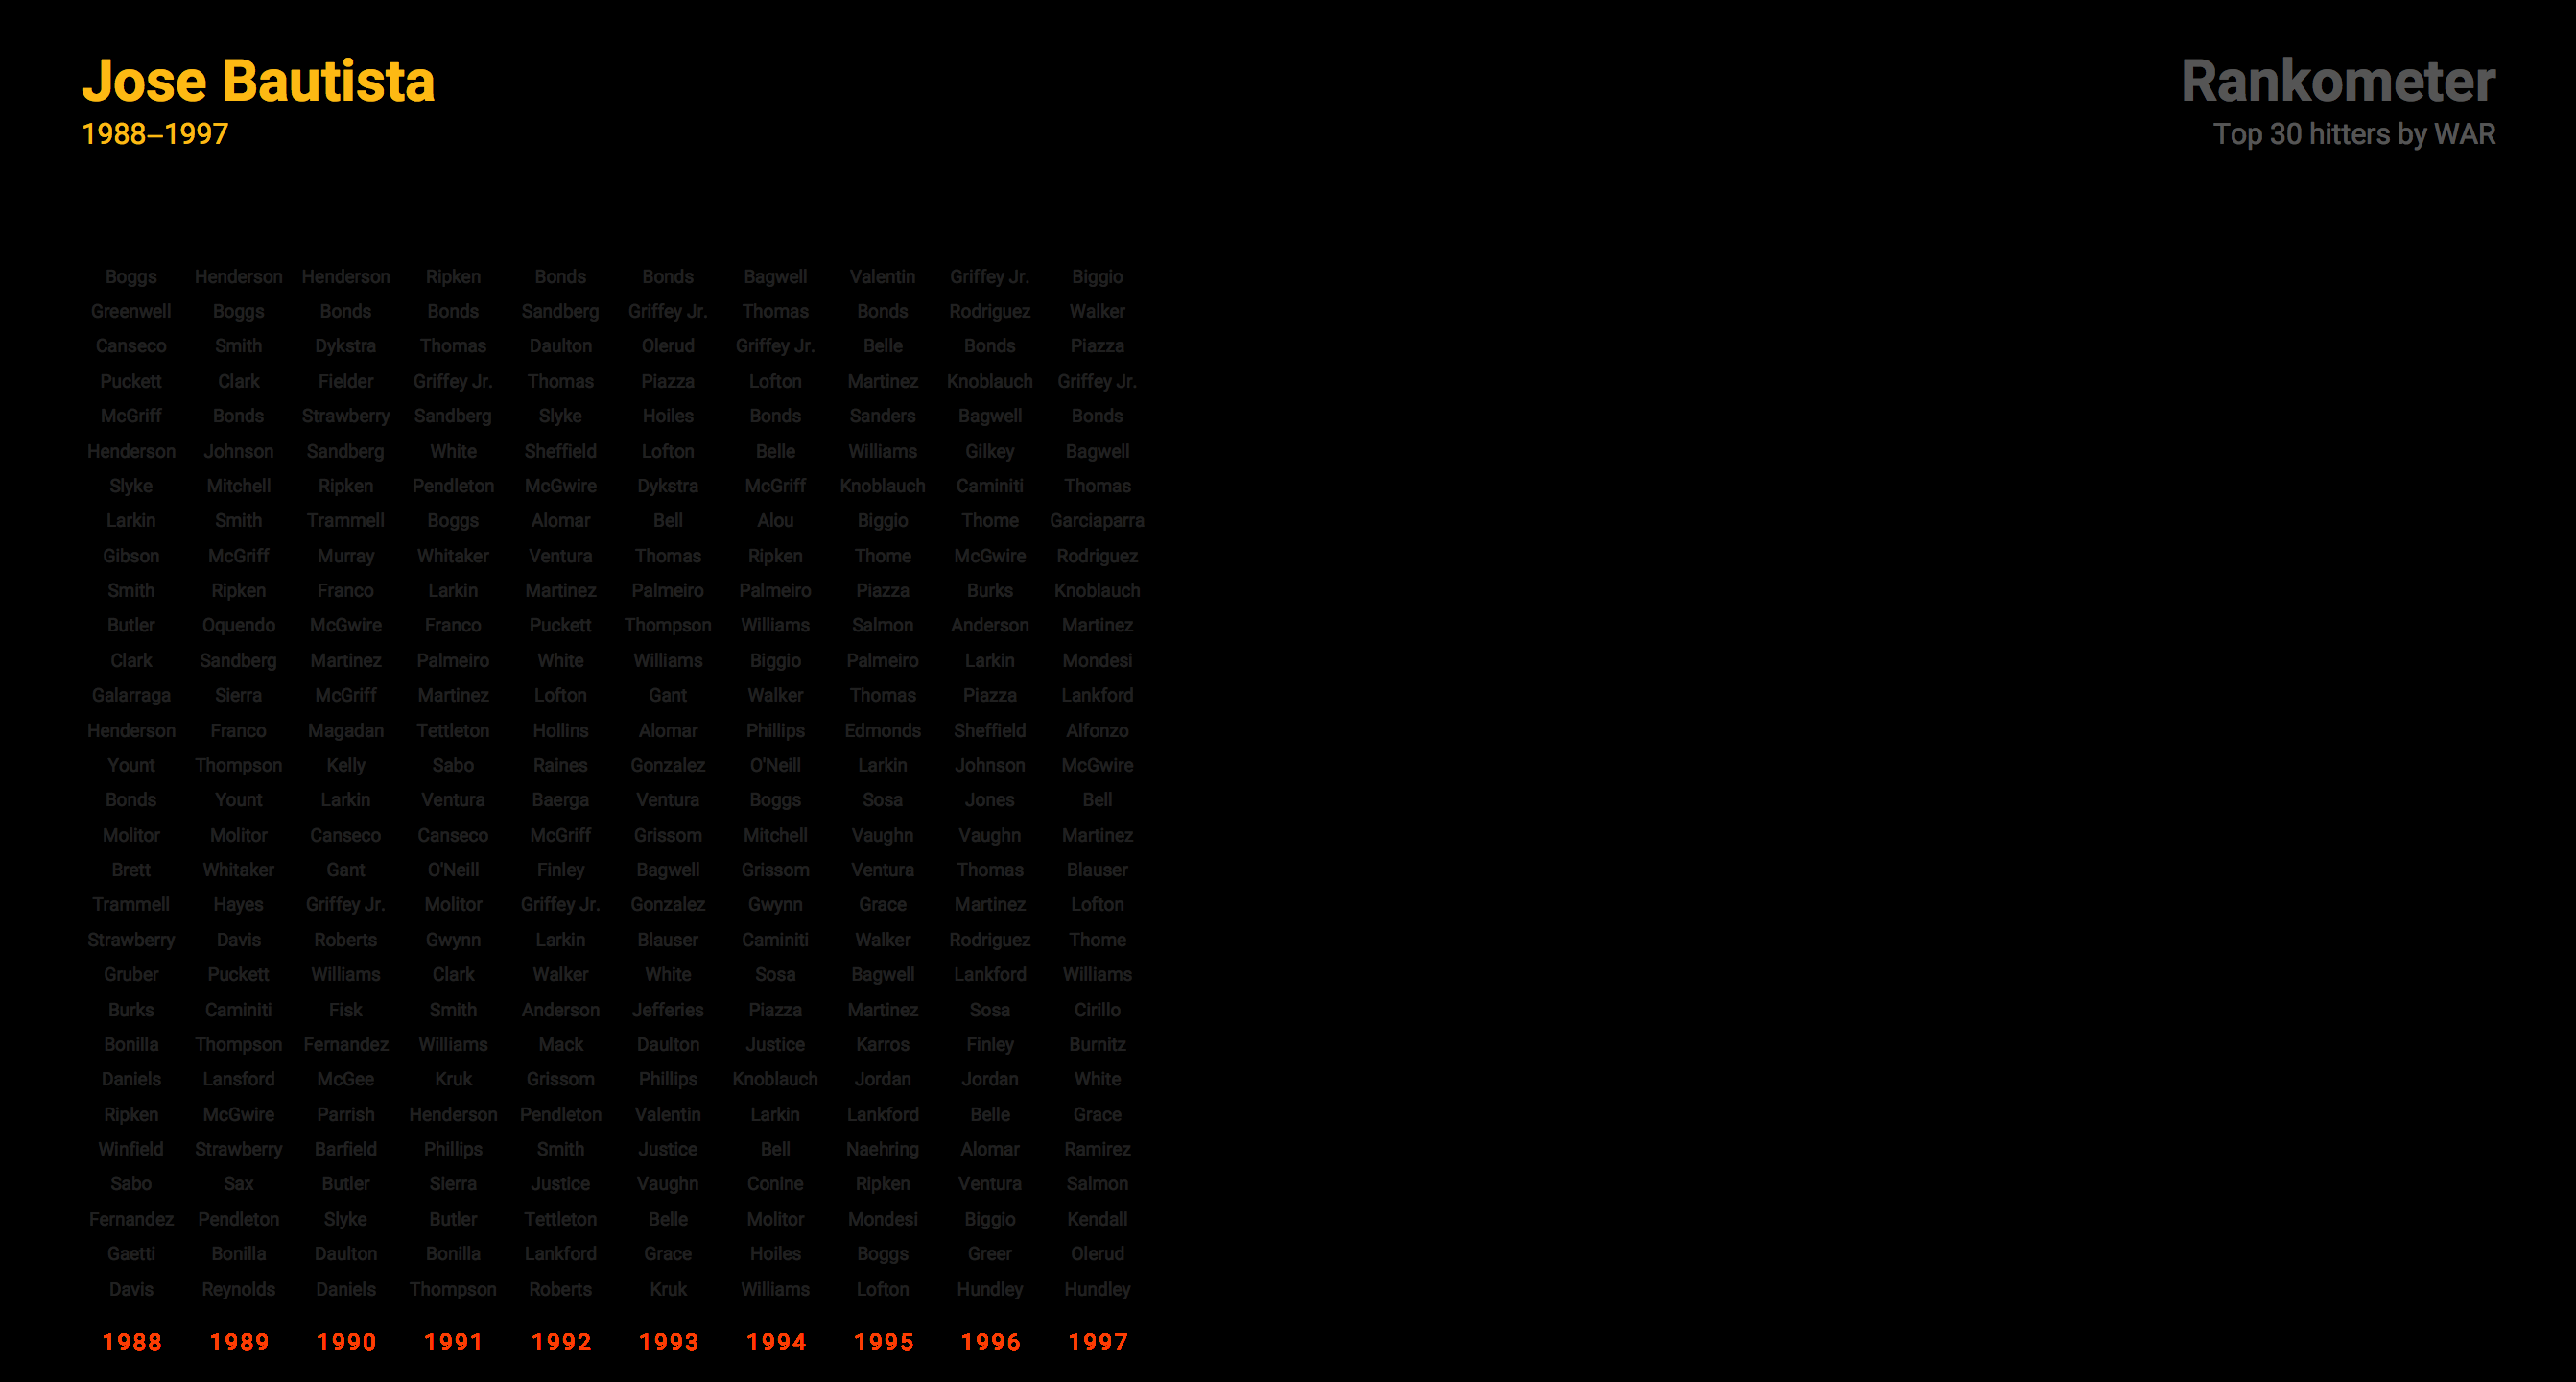 Jose Bautista
1988–1997
Rankometer
Top 30 hitters by WAR
Boggs Henderson Henderson Ripken Bonds Bonds Bagwell Valentin Griffey Jr. Biggio
Greenwell Boggs Bonds Bonds Sandberg Griffey Jr. Thomas Bonds Rodriguez Walker
Canseco Smith Dykstra Thomas Daulton Olerud Griffey Jr. Belle Bonds Piazza
Puckett Clark Fielder Griffey Jr. Thomas Piazza Lofton Martinez Knoblauch Griffey Jr.
McGriff Bonds Strawberry Sandberg Slyke Hoiles Bonds Sanders Bagwell Bonds
Henderson Johnson Sandberg White Sheffield Lofton Belle Williams Gilkey Bagwell
Slyke Mitchell Ripken Pendleton McGwire Dykstra McGriff Knoblauch Caminiti Thomas
Larkin Smith Trammell Boggs Alomar Bell Alou Biggio Thome Garciaparra
Gibson McGriff Murray Whitaker Ventura Thomas Ripken Thome McGwire Rodriguez
Smith Ripken Franco Larkin Martinez Palmeiro Palmeiro Piazza Burks Knoblauch
Butler Oquendo McGwire Franco Puckett Thompson Williams Salmon Anderson Martinez
Clark Sandberg Martinez Palmeiro White Williams Biggio Palmeiro Larkin Mondesi
Galarraga Sierra McGriff Martinez Lofton Gant Walker Thomas Piazza Lankford
Henderson Franco Magadan Tettleton Hollins Alomar Phillips Edmonds Sheffield Alfonzo
Yount Thompson Kelly Sabo Raines Gonzalez O'Neill Larkin Johnson McGwire
Bonds Yount Larkin Ventura Baerga Ventura Boggs Sosa Jones Bell
Molitor Molitor Canseco Canseco McGriff Grissom Mitchell Vaughn Vaughn Martinez
Brett Whitaker Gant O'Neill Finley Bagwell Grissom Ventura Thomas Blauser
Trammell Hayes Griffey Jr. Molitor Griffey Jr. Gonzalez Gwynn Grace Martinez Lofton
Strawberry Davis Roberts Gwynn Larkin Blauser Caminiti Walker Rodriguez Thome
Gruber Puckett Williams Clark Walker White Sosa Bagwell Lankford Williams
Burks Caminiti Fisk Smith Anderson Jefferies Piazza Martinez Sosa Cirillo
Bonilla Thompson Fernandez Williams Mack Daulton Justice Karros Finley Burnitz
Daniels Lansford McGee Kruk Grissom Phillips Knoblauch Jordan Jordan White
Ripken McGwire Parrish Henderson Pendleton Valentin Larkin Lankford Belle Grace
Winfield Strawberry Barfield Phillips Smith Justice Bell Naehring Alomar Ramirez
Sabo Sax Butler Sierra Justice Vaughn Conine Ripken Ventura Salmon
Fernandez Pendleton Slyke Butler Tettleton Belle Molitor Mondesi Biggio Kendall
Gaetti Bonilla Daulton Bonilla Lankford Grace Hoiles Boggs Greer Olerud
Davis Reynolds Daniels Thompson Roberts Kruk Williams Lofton Hundley Hundley
1988 1989 1990 1991 1992 1993 1994 1995 1996 1997